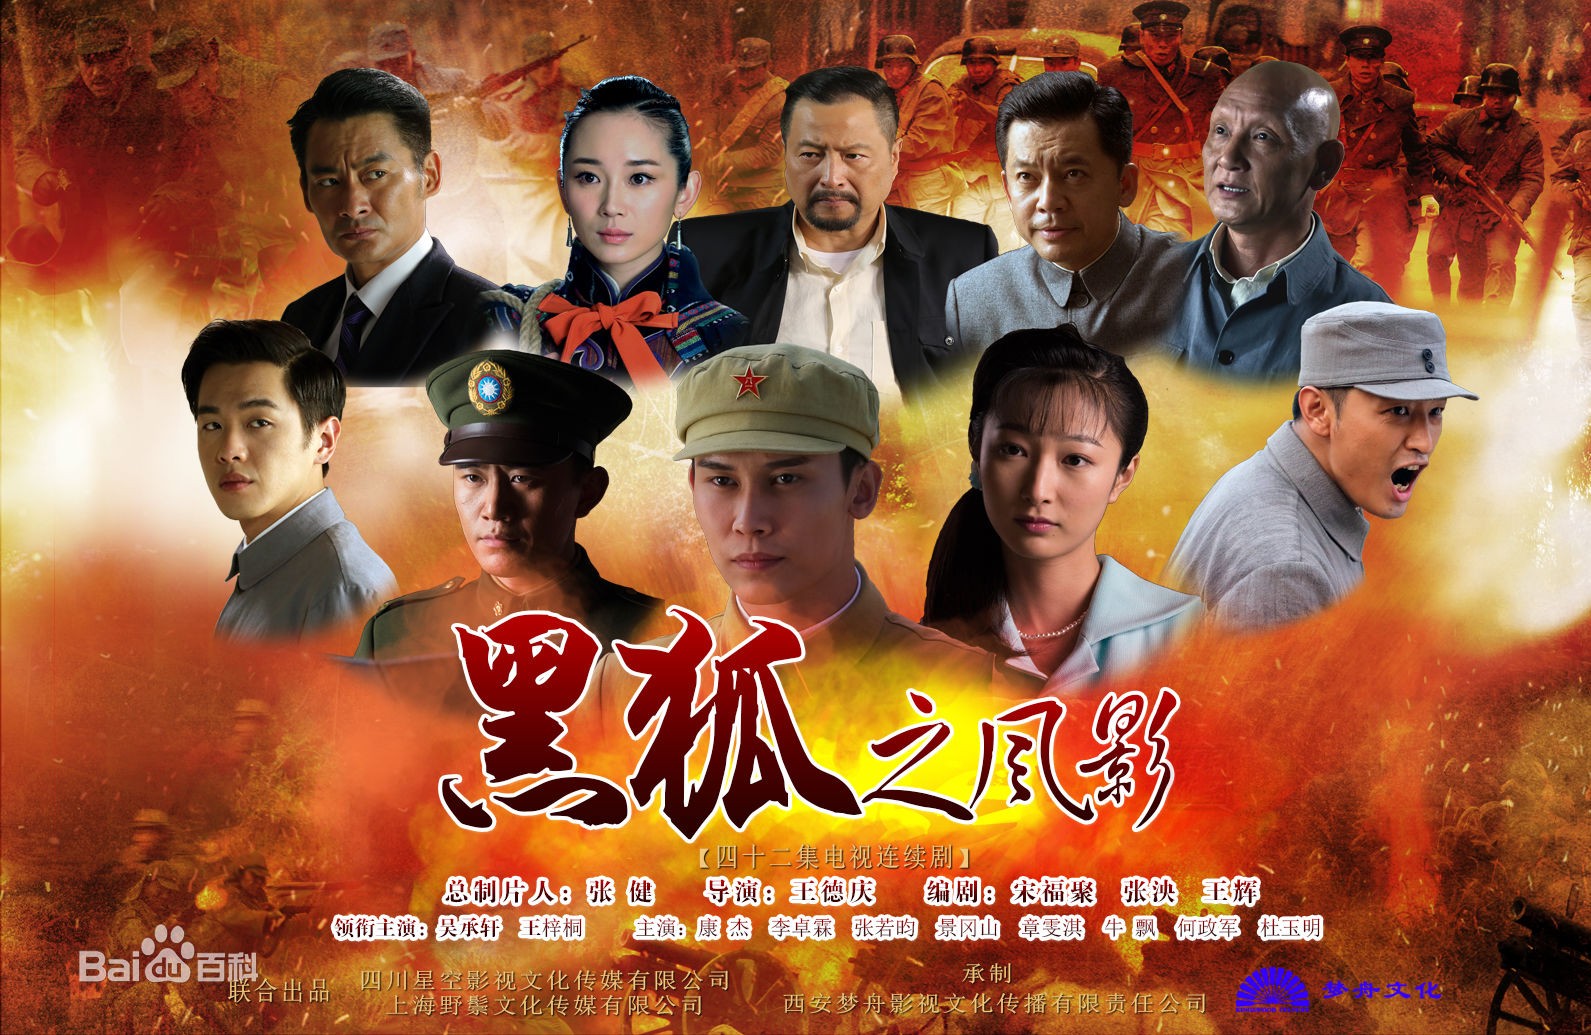 黑狐之风影
【四十二集电视连续剧】
总制片人：张 健 导演：王德庆 编剧：宋福聚 张泱 王辉
领衔主演：吴承轩 王梓桐 主演：康 杰 李卓霖 张若昀 景冈山 章雯淇 牛 飘 何政军 杜玉明
联合出品 四川星空影视文化传媒有限公司
上海野鬃文化传媒有限公司
承制
西安梦舟影视文化传播有限责任公司
梦舟文化
Bai du 百科